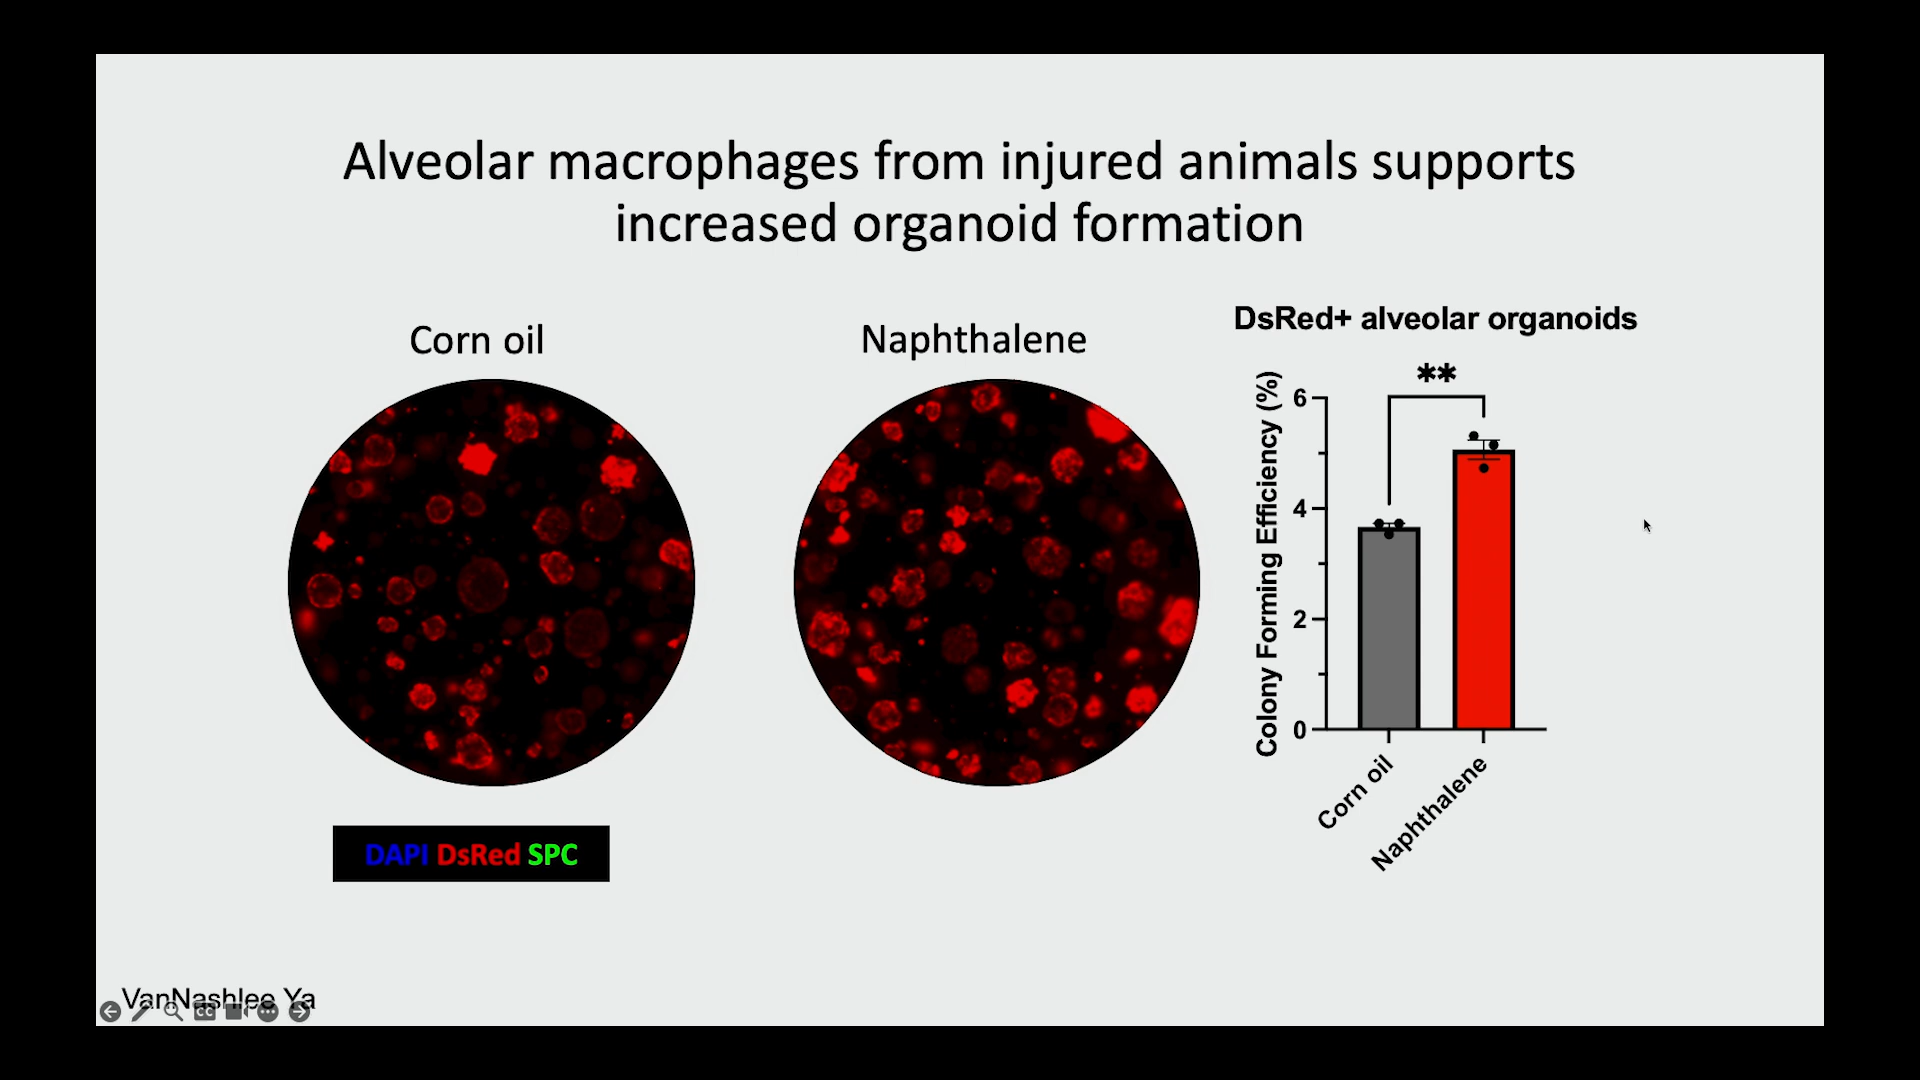 Alveolar macrophages from injured animals supports
increased organoid formation
Corn oil
Naphthalene
DsRed+ alveolar organoids
**
Colony Forming Efficiency (%)
6
4
2
0
Corn oil
Naphthalene
DAPI DsRed SPC
VanNashlee Ya
CC